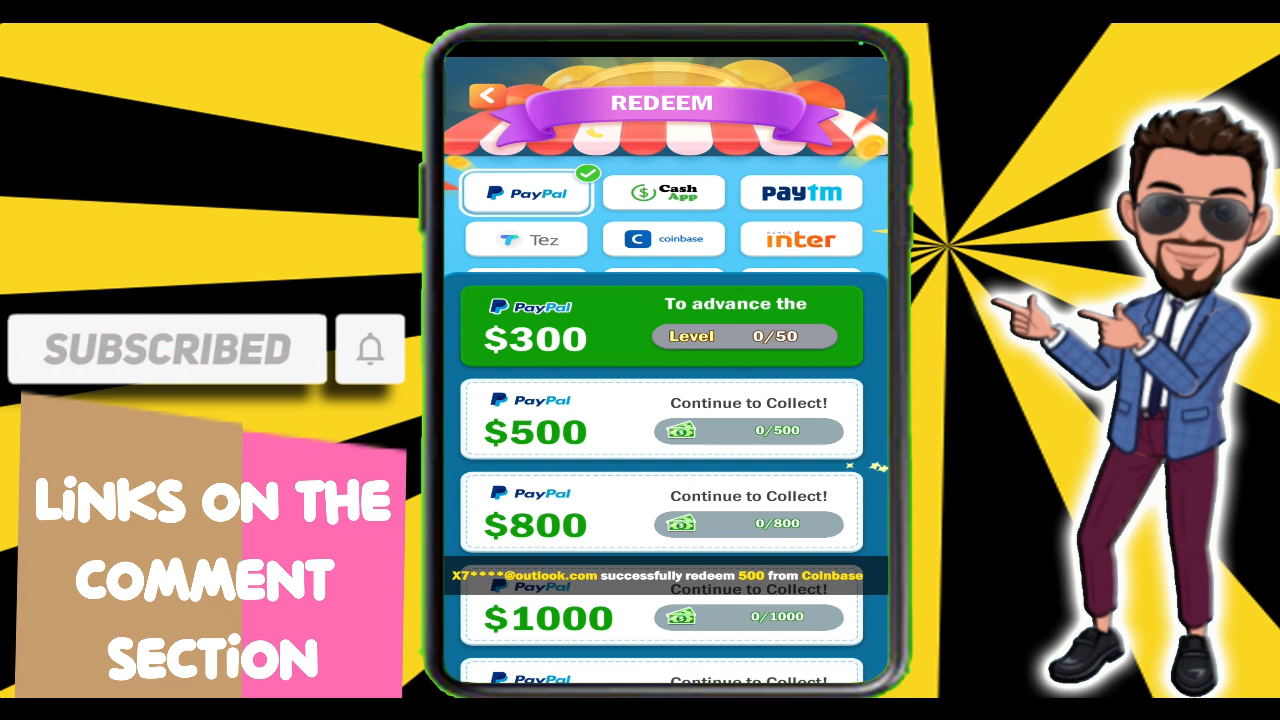 REDEEM
PayPal
Cash App
paytm
Tez
coinbase
BANCO
inter
PayPal
To advance the
$300
Level 0/50
SUBSCRIBED
PayPal
Continue to Collect!
$500
0/500
PayPal
Continue to Collect!
$800
0/800
X7****@outlook.com successfully redeem 500 from Coinbase
PayPal
Continue to Collect!
$1000
0/1000
PayPal
Continue to Collect!
LiNKS ON THE
COMMENT
SECTiON